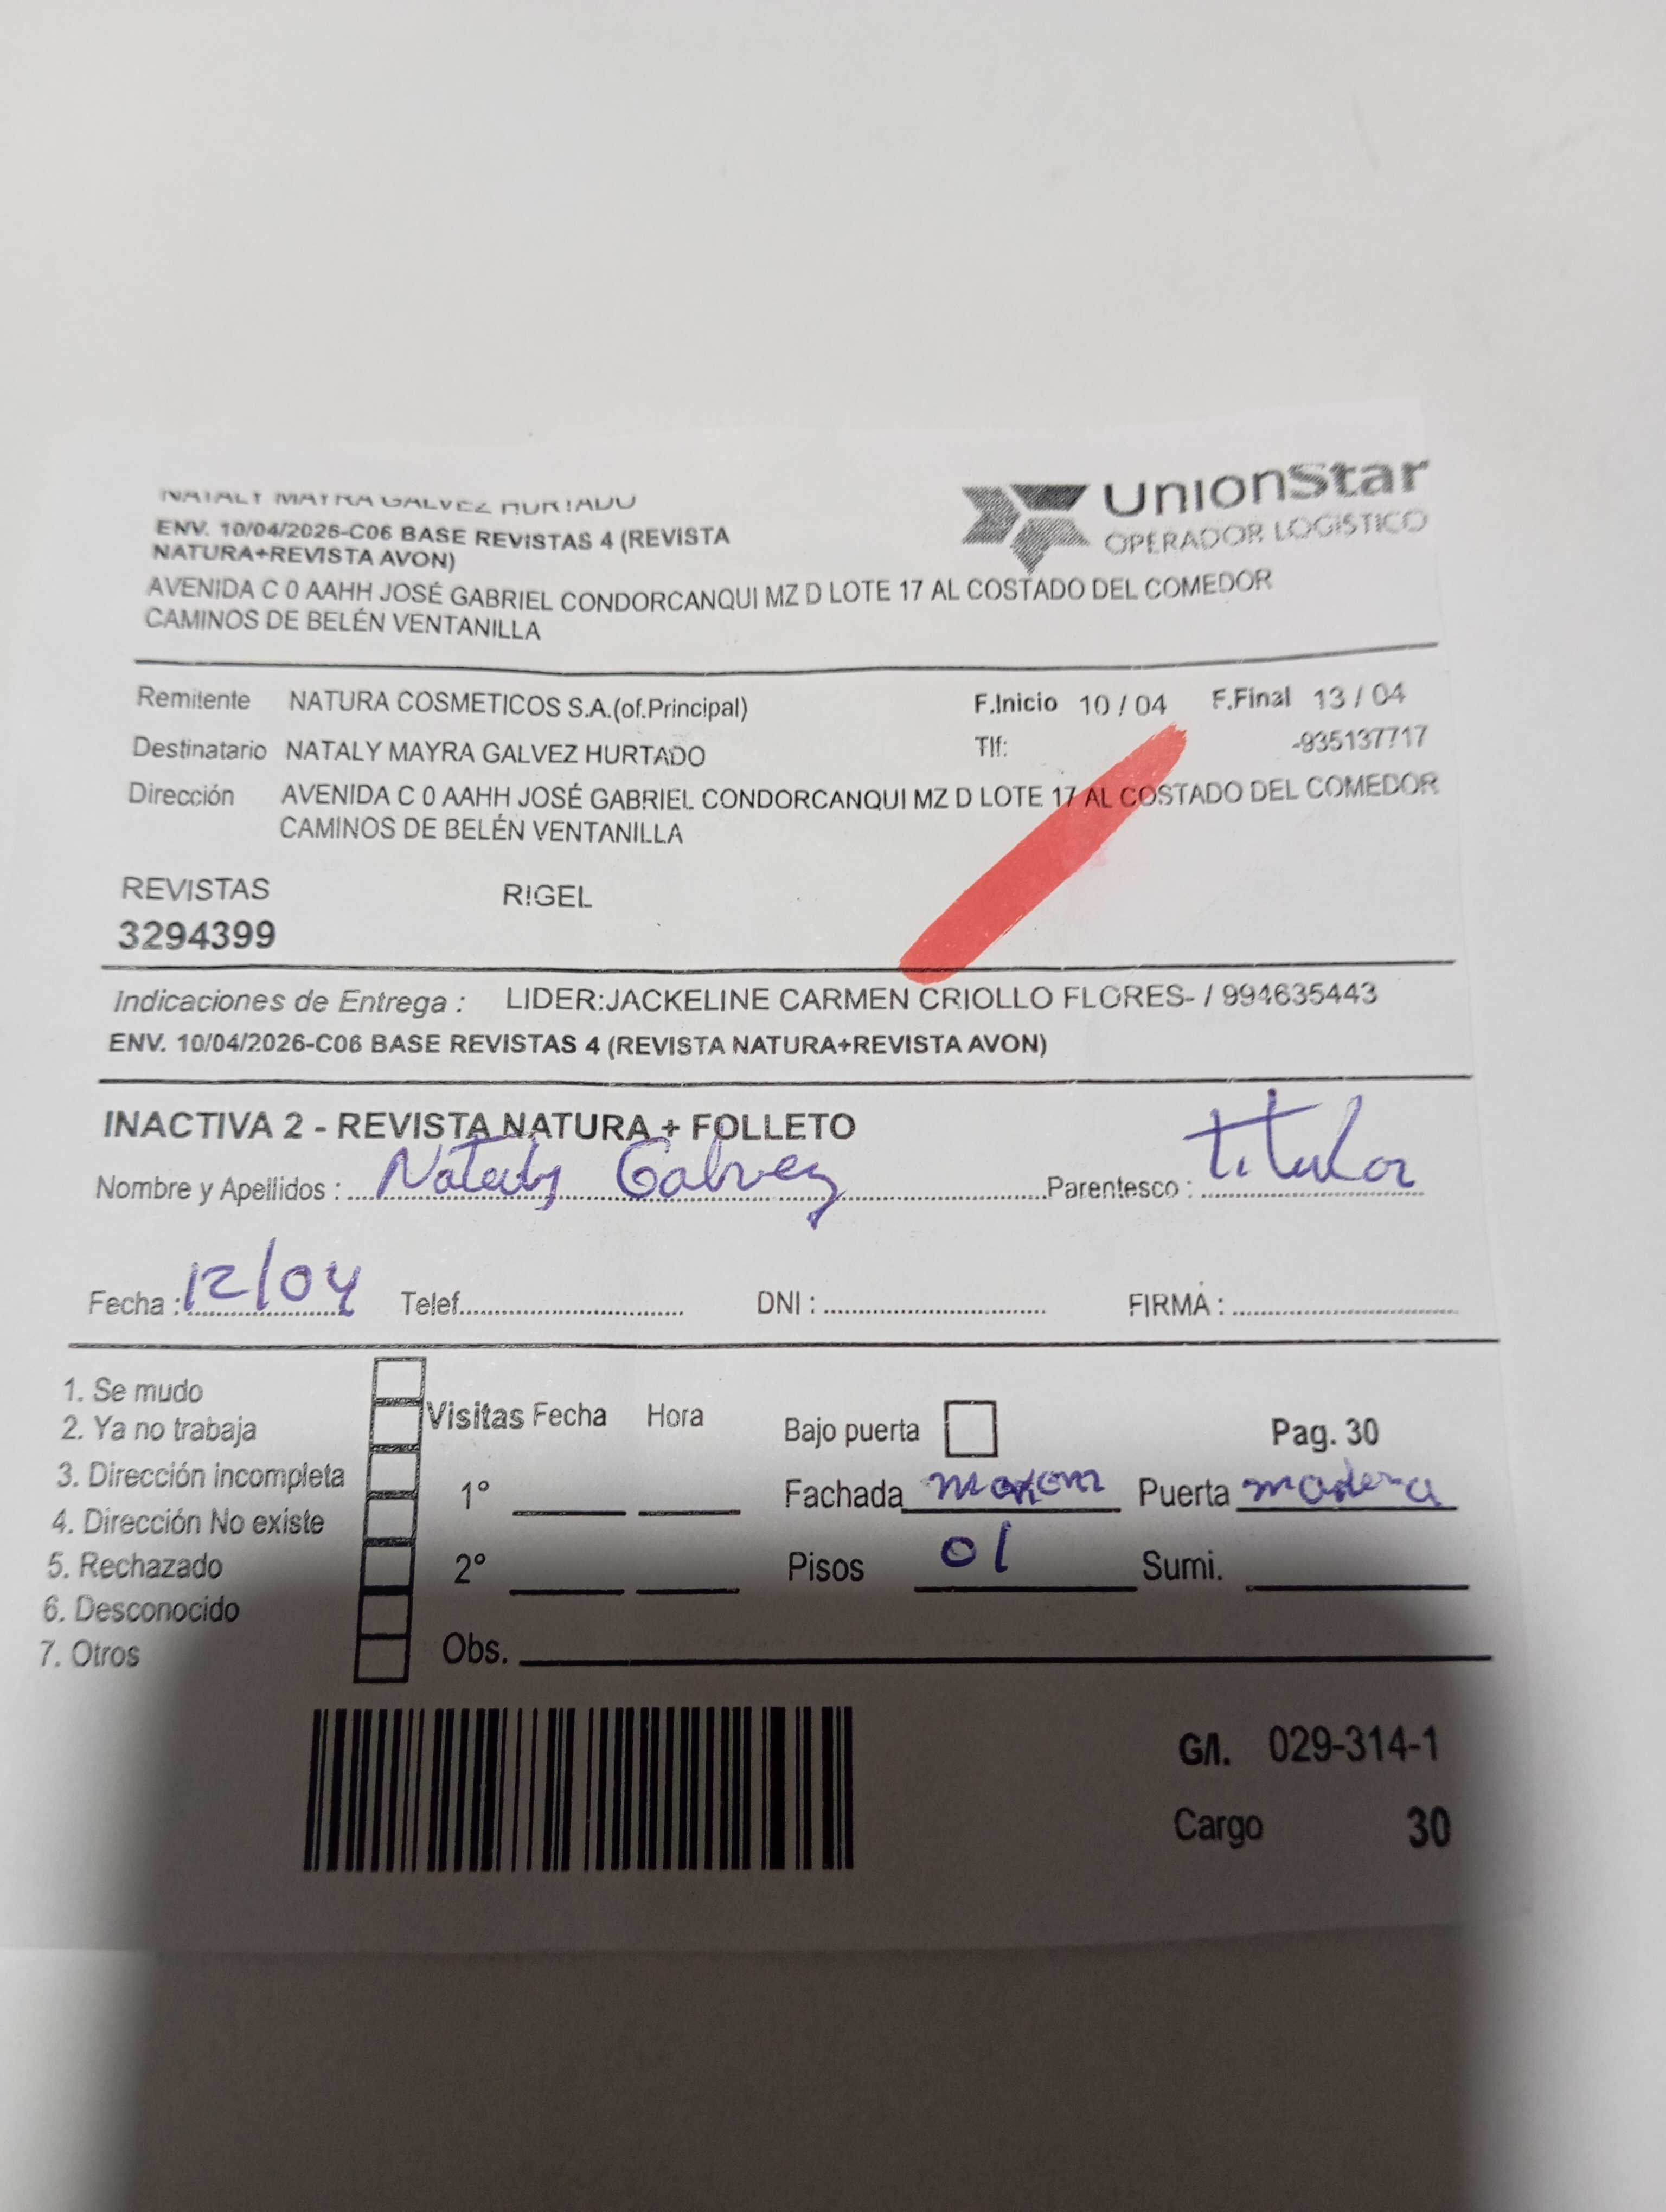 NATALY MAYRA GALVEZ HURTADO
ENV. 10/04/2026-C06 BASE REVISTAS 4 (REVISTA
NATURA+REVISTA AVON)
UnionStar
OPERADOR LOGISTICO
AVENIDA C 0 AAHH JOSÉ GABRIEL CONDORCANQUI MZ D LOTE 17 AL COSTADO DEL COMEDOR
CAMINOS DE BELÉN VENTANILLA
Remitente NATURA COSMETICOS S.A.(of.Principal) F.Inicio 10 / 04 F.Final 13 / 04
Destinatario NATALY MAYRA GALVEZ HURTADO Tlf: -935137717
Dirección AVENIDA C 0 AAHH JOSÉ GABRIEL CONDORCANQUI MZ D LOTE 17 AL COSTADO DEL COMEDOR
CAMINOS DE BELÉN VENTANILLA
REVISTAS RIGEL
3294399
Indicaciones de Entrega : LIDER:JACKELINE CARMEN CRIOLLO FLORES- / 994635443
ENV. 10/04/2026-C06 BASE REVISTAS 4 (REVISTA NATURA+REVISTA AVON)
INACTIVA 2 - REVISTA NATURA + FOLLETO
Nombre y Apellidos : Nataly Galvez Parentesco : titular
Fecha : 12/04 Telef. DNI : FIRMA :
1. Se mudo
2. Ya no trabaja
3. Dirección incompleta
4. Dirección No existe
5. Rechazado
6. Desconocido
7. Otros
Visitas Fecha Hora
1º
2º
Bajo puerta Pag. 30
Fachada Puerta madera
Pisos 01 Sumi.
Obs.
G/I. 029-314-1
Cargo 30